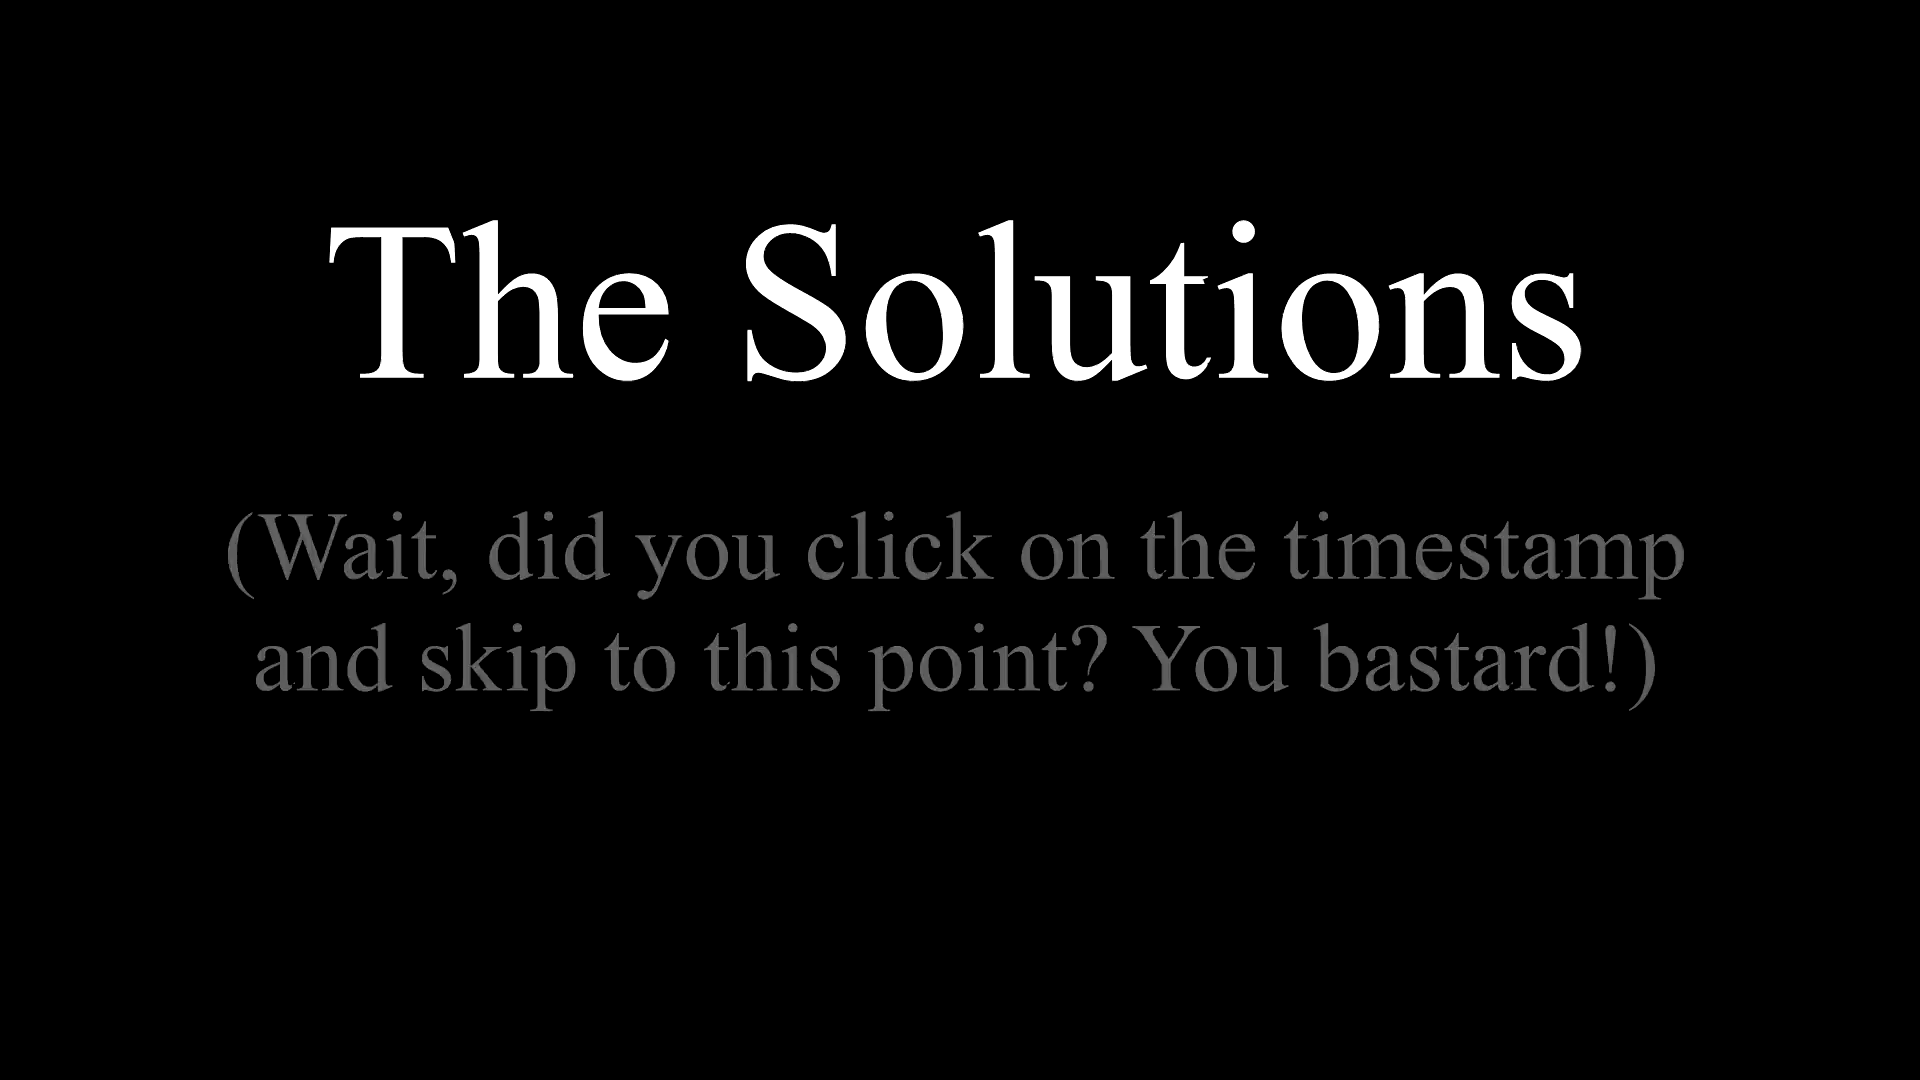 The Solutions
(Wait, did you click on the timestamp
and skip to this point? You bastard!)